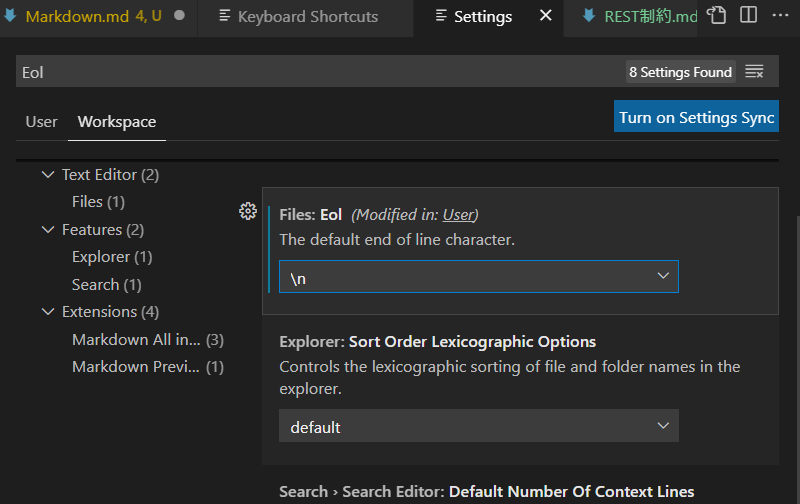 Markdown.md 4, U Keyboard Shortcuts Settings REST制約.md
Eol 8 Settings Found
User Workspace Turn on Settings Sync
Text Editor (2)
Files (1)
Features (2)
Explorer (1)
Search (1)
Extensions (4)
Markdown All in... (3)
Markdown Previ... (1)
Files: Eol (Modified in: User)
The default end of line character.
\n
Explorer: Sort Order Lexicographic Options
Controls the lexicographic sorting of file and folder names in the
explorer.
default
Search › Search Editor: Default Number Of Context Lines